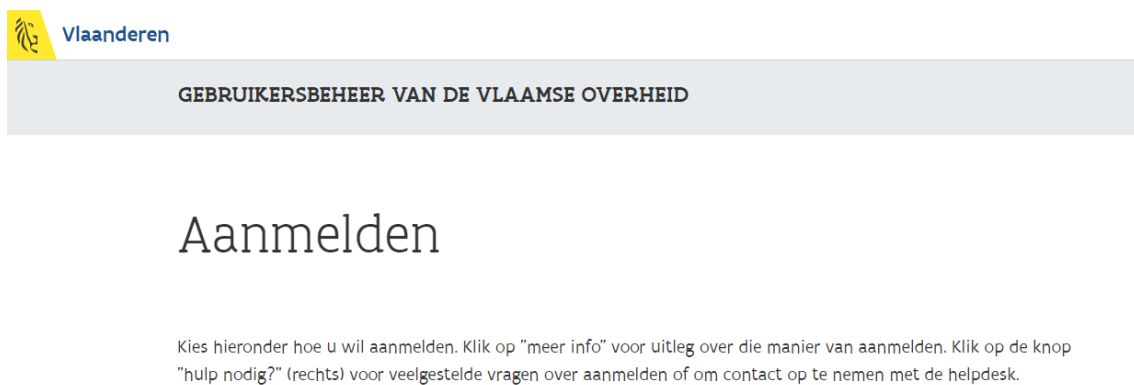 Vlaanderen
GEBRUIKERSBEHEER VAN DE VLAAMSE OVERHEID
Aanmelden
Kies hieronder hoe u wil aanmelden. Klik op "meer info" voor uitleg over die manier van aanmelden. Klik op de knop
"hulp nodig?" (rechts) voor veelgestelde vragen over aanmelden of om contact op te nemen met de helpdesk.